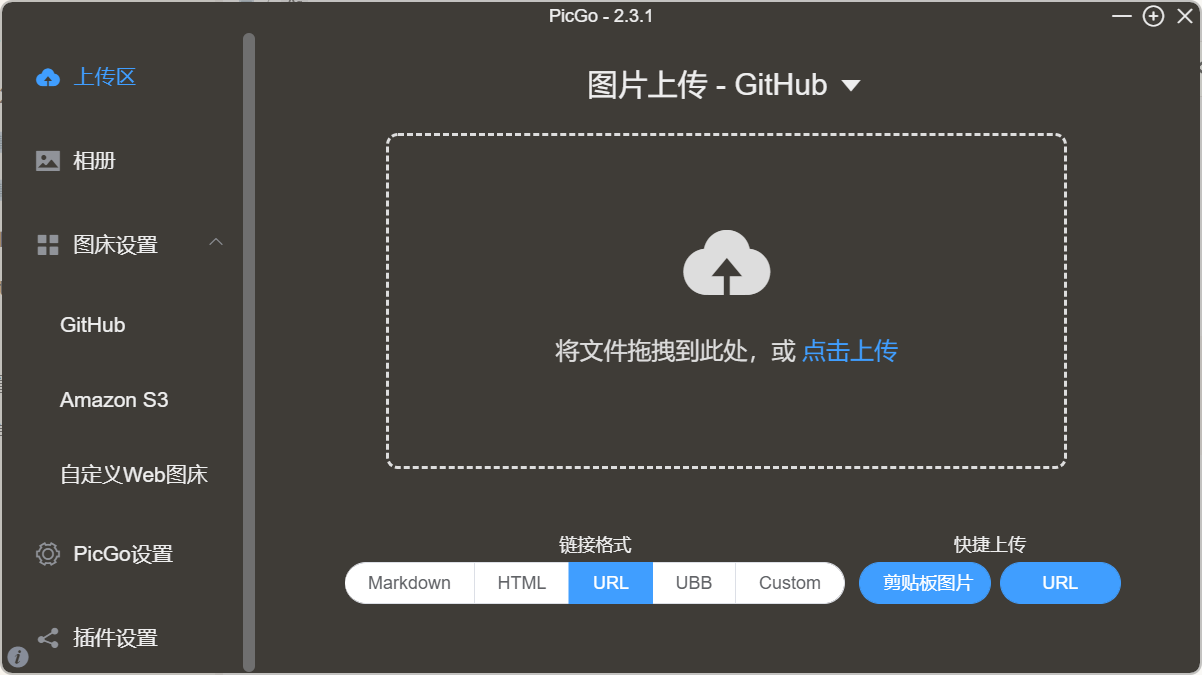 PicGo - 2.3.1
上传区
相册
图床设置
GitHub
Amazon S3
自定义Web图床
PicGo设置
插件设置
图片上传 - GitHub
将文件拖拽到此处，或 点击上传
链接格式
Markdown HTML URL UBB Custom
快捷上传
剪贴板图片 URL